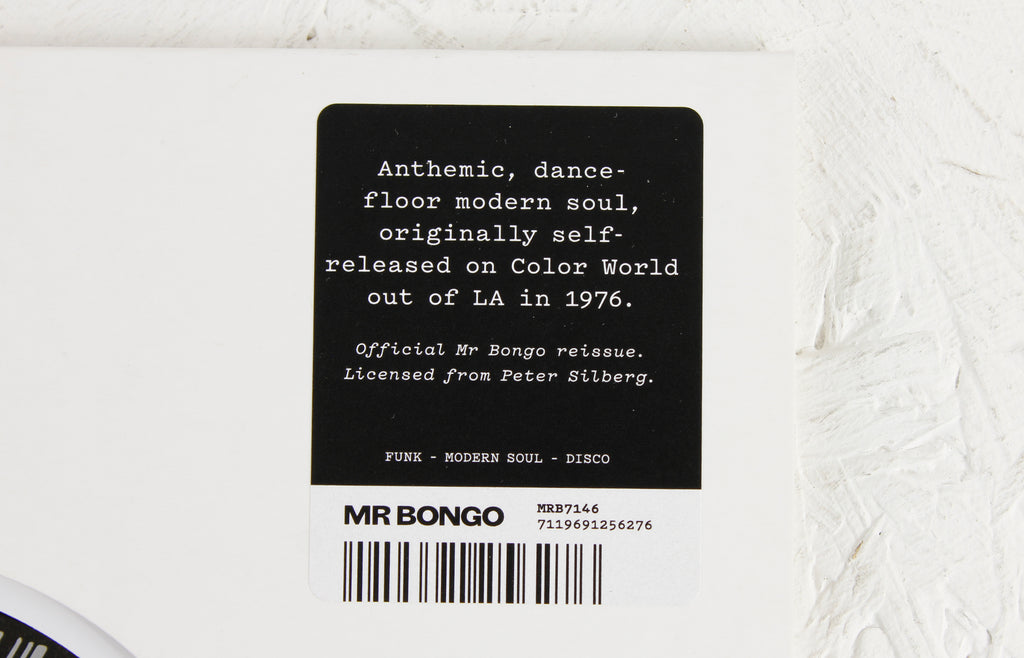 Anthemic, dance-
floor modern soul,
originally self-
released on Color World
out of LA in 1976.
Official Mr Bongo reissue.
Licensed from Peter Silberg.
FUNK - MODERN SOUL - DISCO
MR BONGO
MRB7146
7119691256276